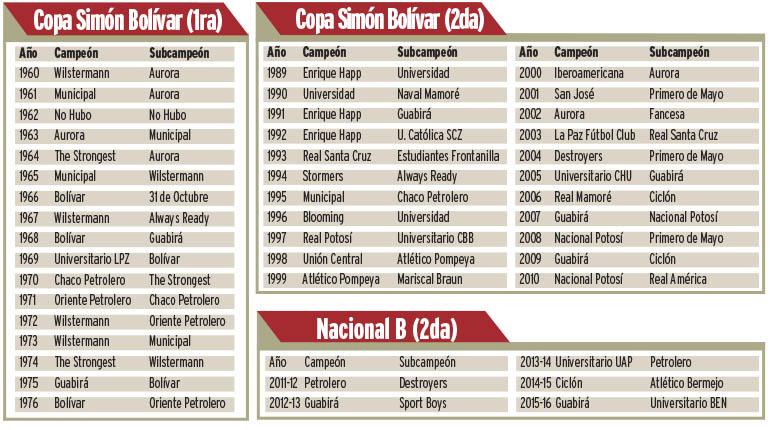 Copa Simón Bolívar (1ra)
Año Campeón Subcampeón
1960 Wilstermann Aurora
1961 Municipal Aurora
1962 No Hubo No Hubo
1963 Aurora Municipal
1964 The Strongest Aurora
1965 Municipal Wilstermann
1966 Bolívar 31 de Octubre
1967 Wilstermann Always Ready
1968 Bolívar Guabirá
1969 Universitario LPZ Bolívar
1970 Chaco Petrolero The Strongest
1971 Oriente Petrolero Chaco Petrolero
1972 Wilstermann Oriente Petrolero
1973 Wilstermann Municipal
1974 The Strongest Wilstermann
1975 Guabirá Bolívar
1976 Bolívar Oriente Petrolero
Copa Simón Bolívar (2da)
Año Campeón Subcampeón
1989 Enrique Happ Universidad
1990 Universidad Naval Mamoré
1991 Enrique Happ Guabirá
1992 Enrique Happ U. Católica SCZ
1993 Real Santa Cruz Estudiantes Frontanilla
1994 Stormers Always Ready
1995 Municipal Chaco Petrolero
1996 Blooming Universidad
1997 Real Potosí Universitario CBB
1998 Unión Central Atlético Pompeya
1999 Atlético Pompeya Mariscal Braun
Año Campeón Subcampeón
2000 Iberoamericana Aurora
2001 San José Primero de Mayo
2002 Aurora Fancesa
2003 La Paz Fútbol Club Real Santa Cruz
2004 Destroyers Primero de Mayo
2005 Universitario CHU Guabirá
2006 Real Mamoré Ciclón
2007 Guabirá Nacional Potosí
2008 Nacional Potosí Primero de Mayo
2009 Guabirá Ciclón
2010 Nacional Potosí Real América
Nacional B (2da)
Año Campeón Subcampeón
2011-12 Petrolero Destroyers
2012-13 Guabirá Sport Boys
2013-14 Universitario UAP Petrolero
2014-15 Ciclón Atlético Bermejo
2015-16 Guabirá Universitario BEN